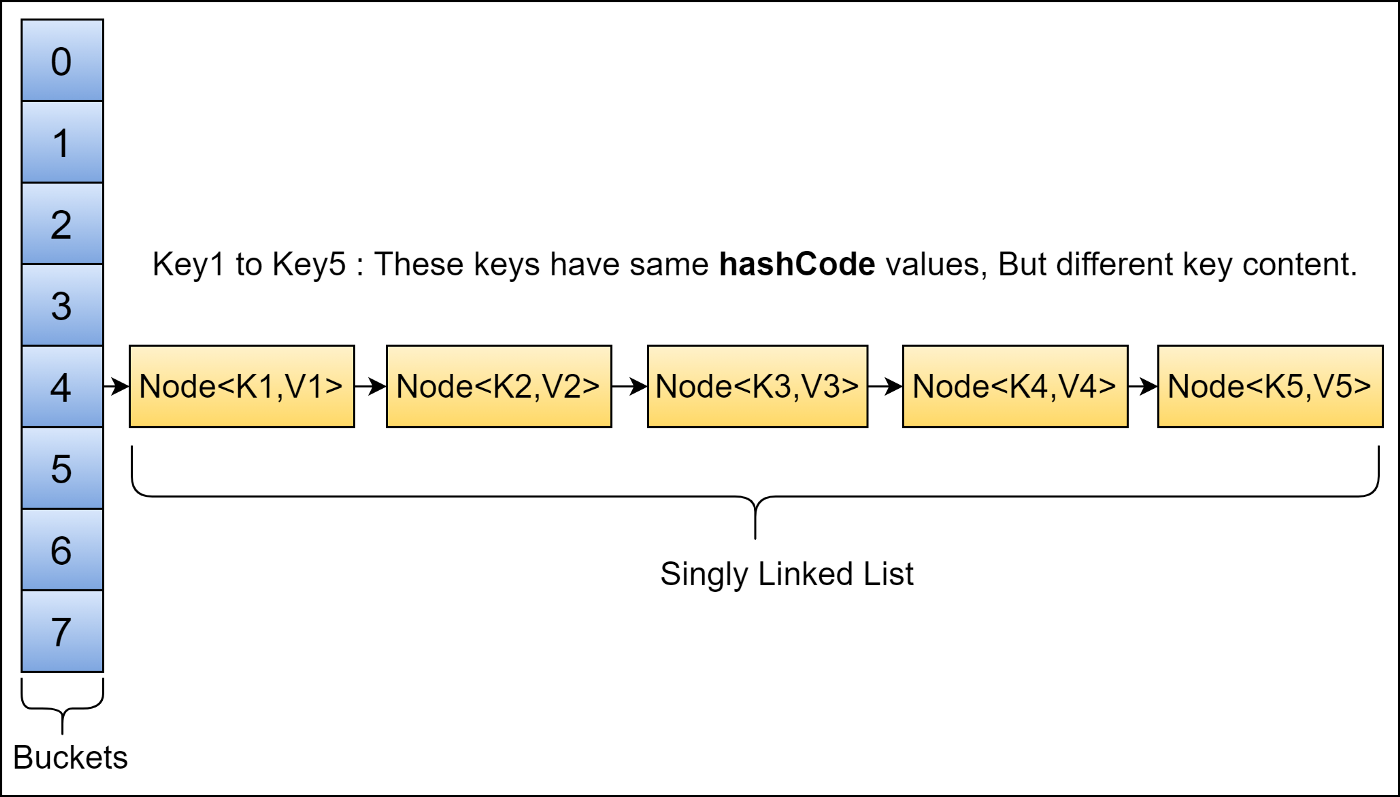 0
1
2
3
Key1 to Key5 : These keys have same hashCode values, But different key content.
4
Node<K1,V1>
Node<K2,V2>
Node<K3,V3>
Node<K4,V4>
Node<K5,V5>
5
6
7
Singly Linked List
Buckets